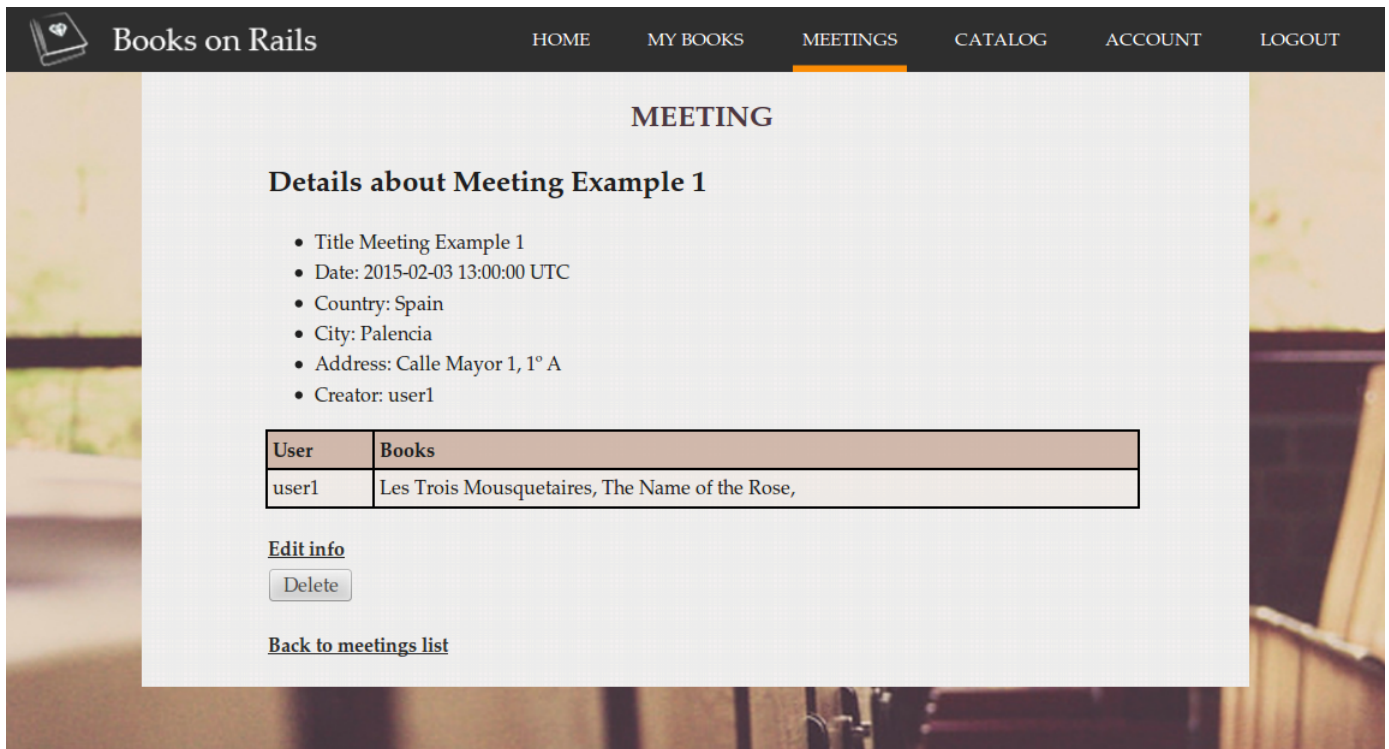 Books on Rails
HOME MY BOOKS MEETINGS CATALOG ACCOUNT LOGOUT
MEETING
Details about Meeting Example 1
Title Meeting Example 1
Date: 2015-02-03 13:00:00 UTC
Country: Spain
City: Palencia
Address: Calle Mayor 1, 1º A
Creator: user1
User Books
user1 Les Trois Mousquetaires, The Name of the Rose,
Edit info
Delete
Back to meetings list